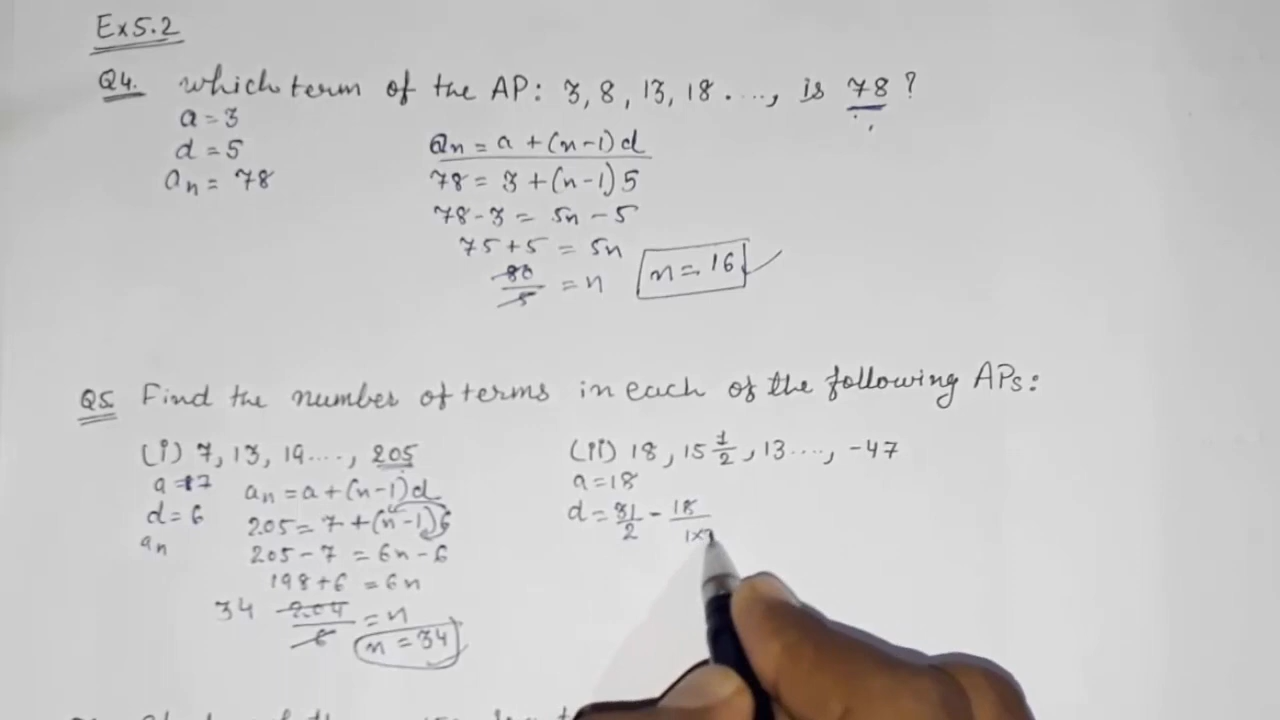 Ex 5.2
Q4. which term of the AP: 3, 8, 13, 18 ...., is 78 ?
a = 3
d = 5
an = 78
an = a + (n-1)d
78 = 3 + (n-1)5
78-3 = 5n - 5
75+5 = 5n
80/5 = n
n = 16
Q5. Find the number of terms in each of the following APs:
(i) 7, 13, 19...., 205
a = 7
d = 6
an
an = a + (n-1)d
205 = 7 + (n-1)6
205-7 = 6n-6
198+6 = 6n
34 204/6 = n
n = 34
(ii) 18, 15 1/2, 13...., -47
a = 18
d = 31/2 - 18/1×